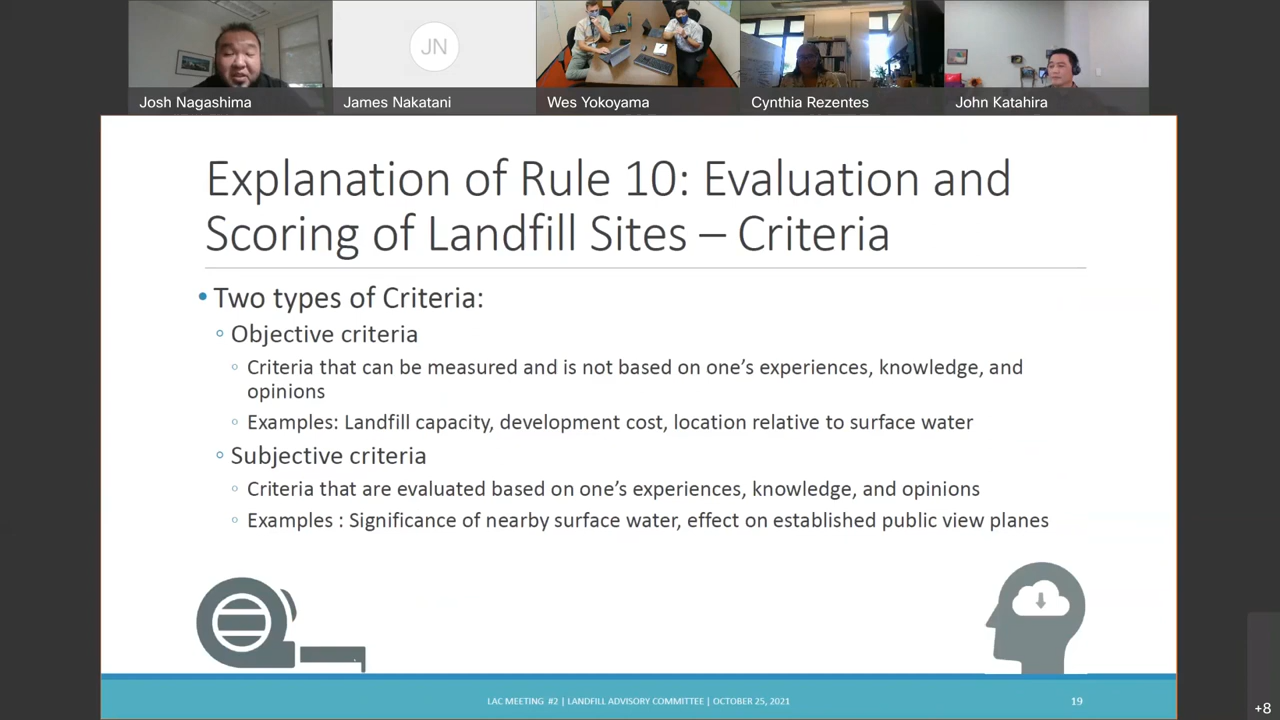 JN
Josh Nagashima
James Nakatani
Wes Yokoyama
Cynthia Rezentes
John Katahira
Explanation of Rule 10: Evaluation and
Scoring of Landfill Sites – Criteria
• Two types of Criteria:
◦ Objective criteria
◦ Criteria that can be measured and is not based on one’s experiences, knowledge, and
opinions
◦ Examples: Landfill capacity, development cost, location relative to surface water
◦ Subjective criteria
◦ Criteria that are evaluated based on one’s experiences, knowledge, and opinions
◦ Examples : Significance of nearby surface water, effect on established public view planes
LAC MEETING #2 | LANDFILL ADVISORY COMMITTEE | OCTOBER 25, 2021
19
+8